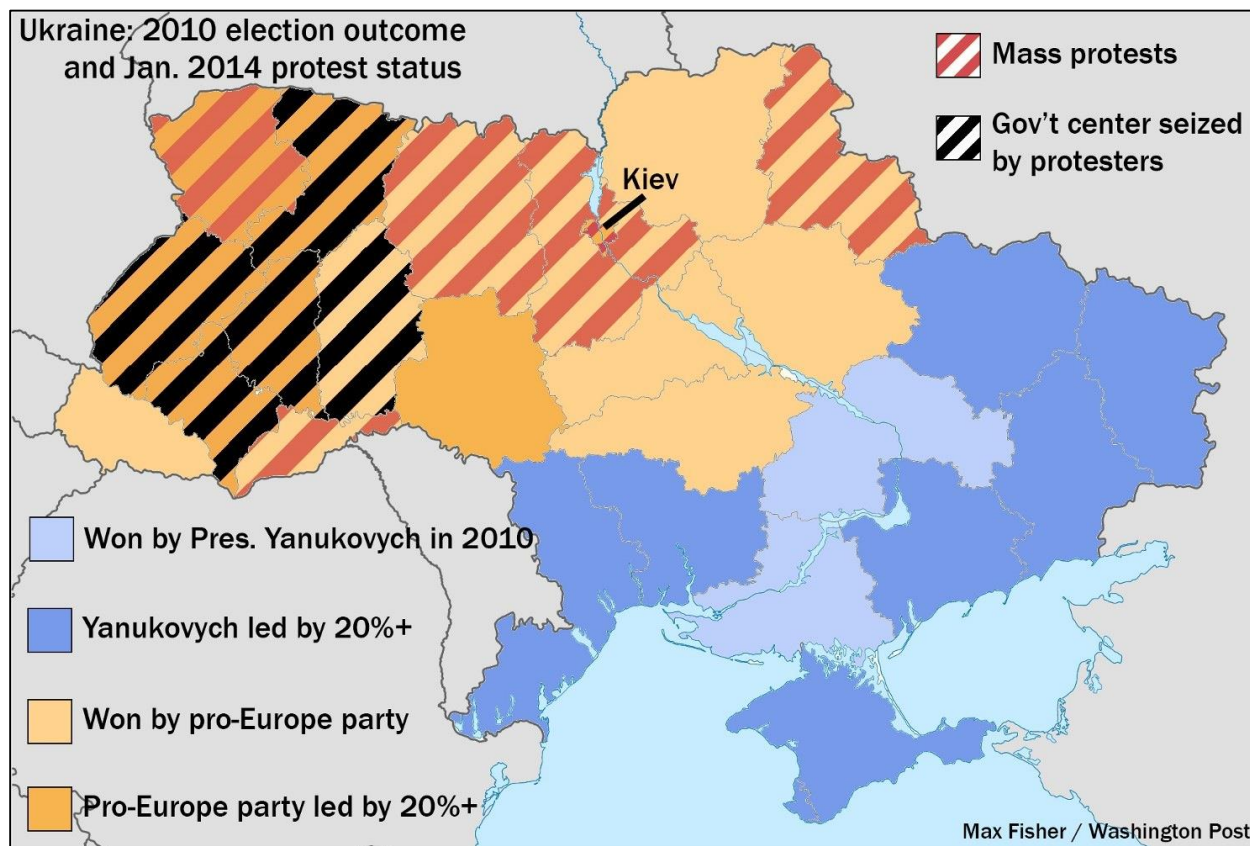 Ukraine: 2010 election outcome
and Jan. 2014 protest status
Mass protests
Gov't center seized
by protesters
Kiev
Won by Pres. Yanukovych in 2010
Yanukovych led by 20%+
Won by pro-Europe party
Pro-Europe party led by 20%+
Max Fisher / Washington Post